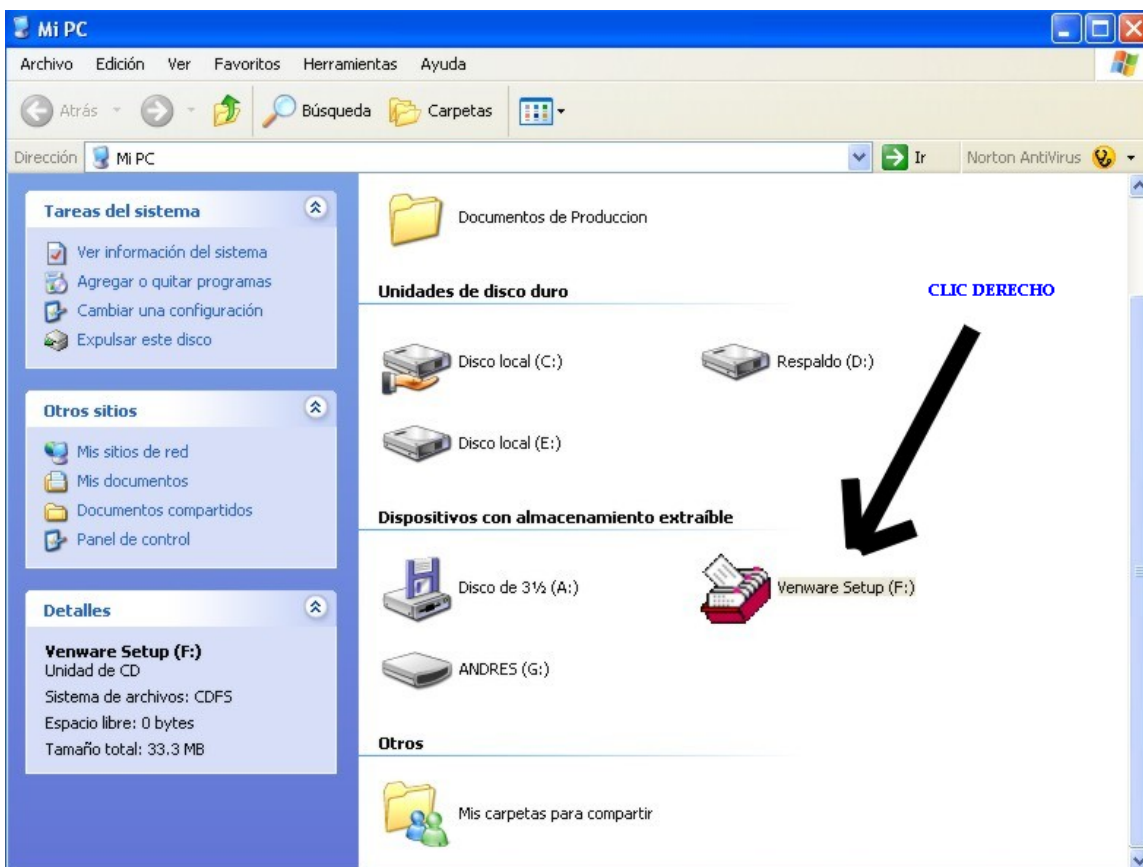 Mi PC
Archivo Edición Ver Favoritos Herramientas Ayuda
Atrás Búsqueda Carpetas
Dirección Mi PC Ir Norton AntiVirus
Tareas del sistema
Ver información del sistema
Agregar o quitar programas
Cambiar una configuración
Expulsar este disco
Otros sitios
Mis sitios de red
Mis documentos
Documentos compartidos
Panel de control
Detalles
Venware Setup (F:)
Unidad de CD
Sistema de archivos: CDFS
Espacio libre: 0 bytes
Tamaño total: 33.3 MB
Documentos de Produccion
Unidades de disco duro
CLIC DERECHO
Disco local (C:) Respaldo (D:)
Disco local (E:)
Dispositivos con almacenamiento extraíble
Disco de 3½ (A:) Venware Setup (F:)
ANDRES (G:)
Otros
Mis carpetas para compartir